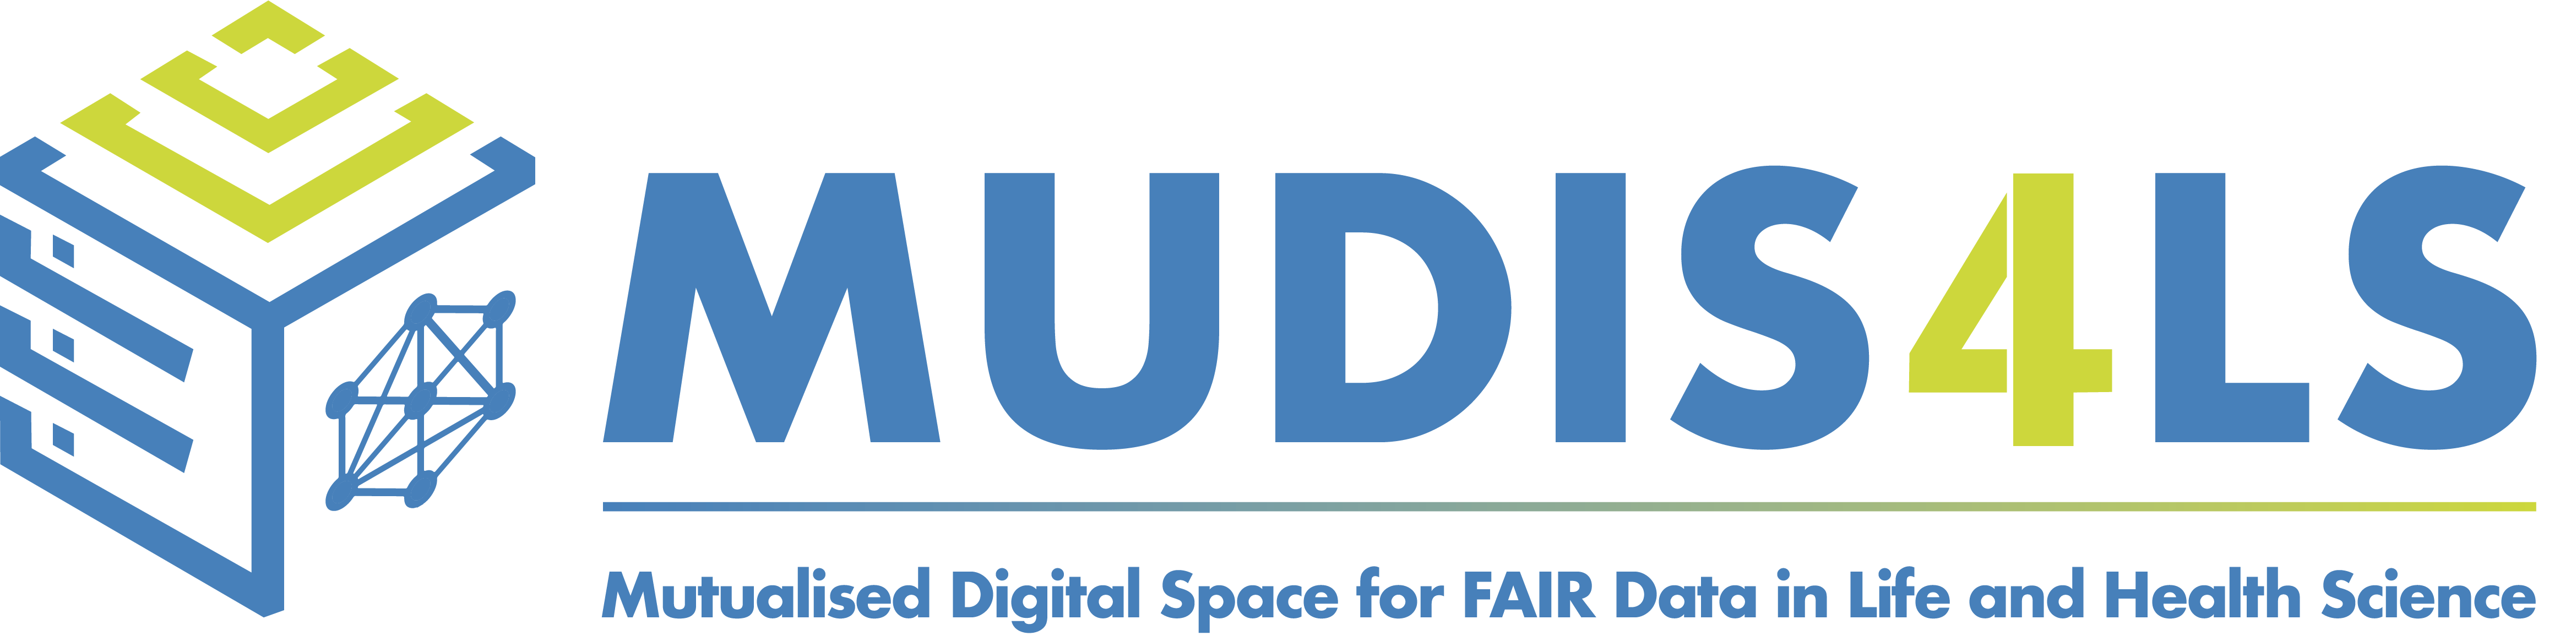 MUDIS4LS
Mutualised Digital Space for FAIR Data in Life and Health Science